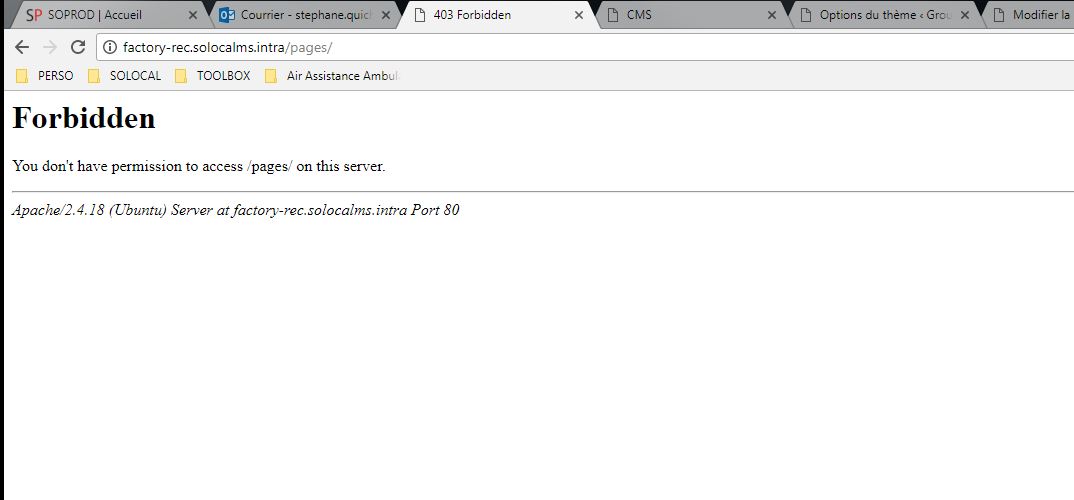 SP SOPROD | Accueil
Courrier - stephane.quic
403 Forbidden
CMS
Options du thème ‹ Grou
Modifier la
factory-rec.solocalms.intra/pages/
PERSO
SOLOCAL
TOOLBOX
Air Assistance Ambul
Forbidden
You don't have permission to access /pages/ on this server.
Apache/2.4.18 (Ubuntu) Server at factory-rec.solocalms.intra Port 80